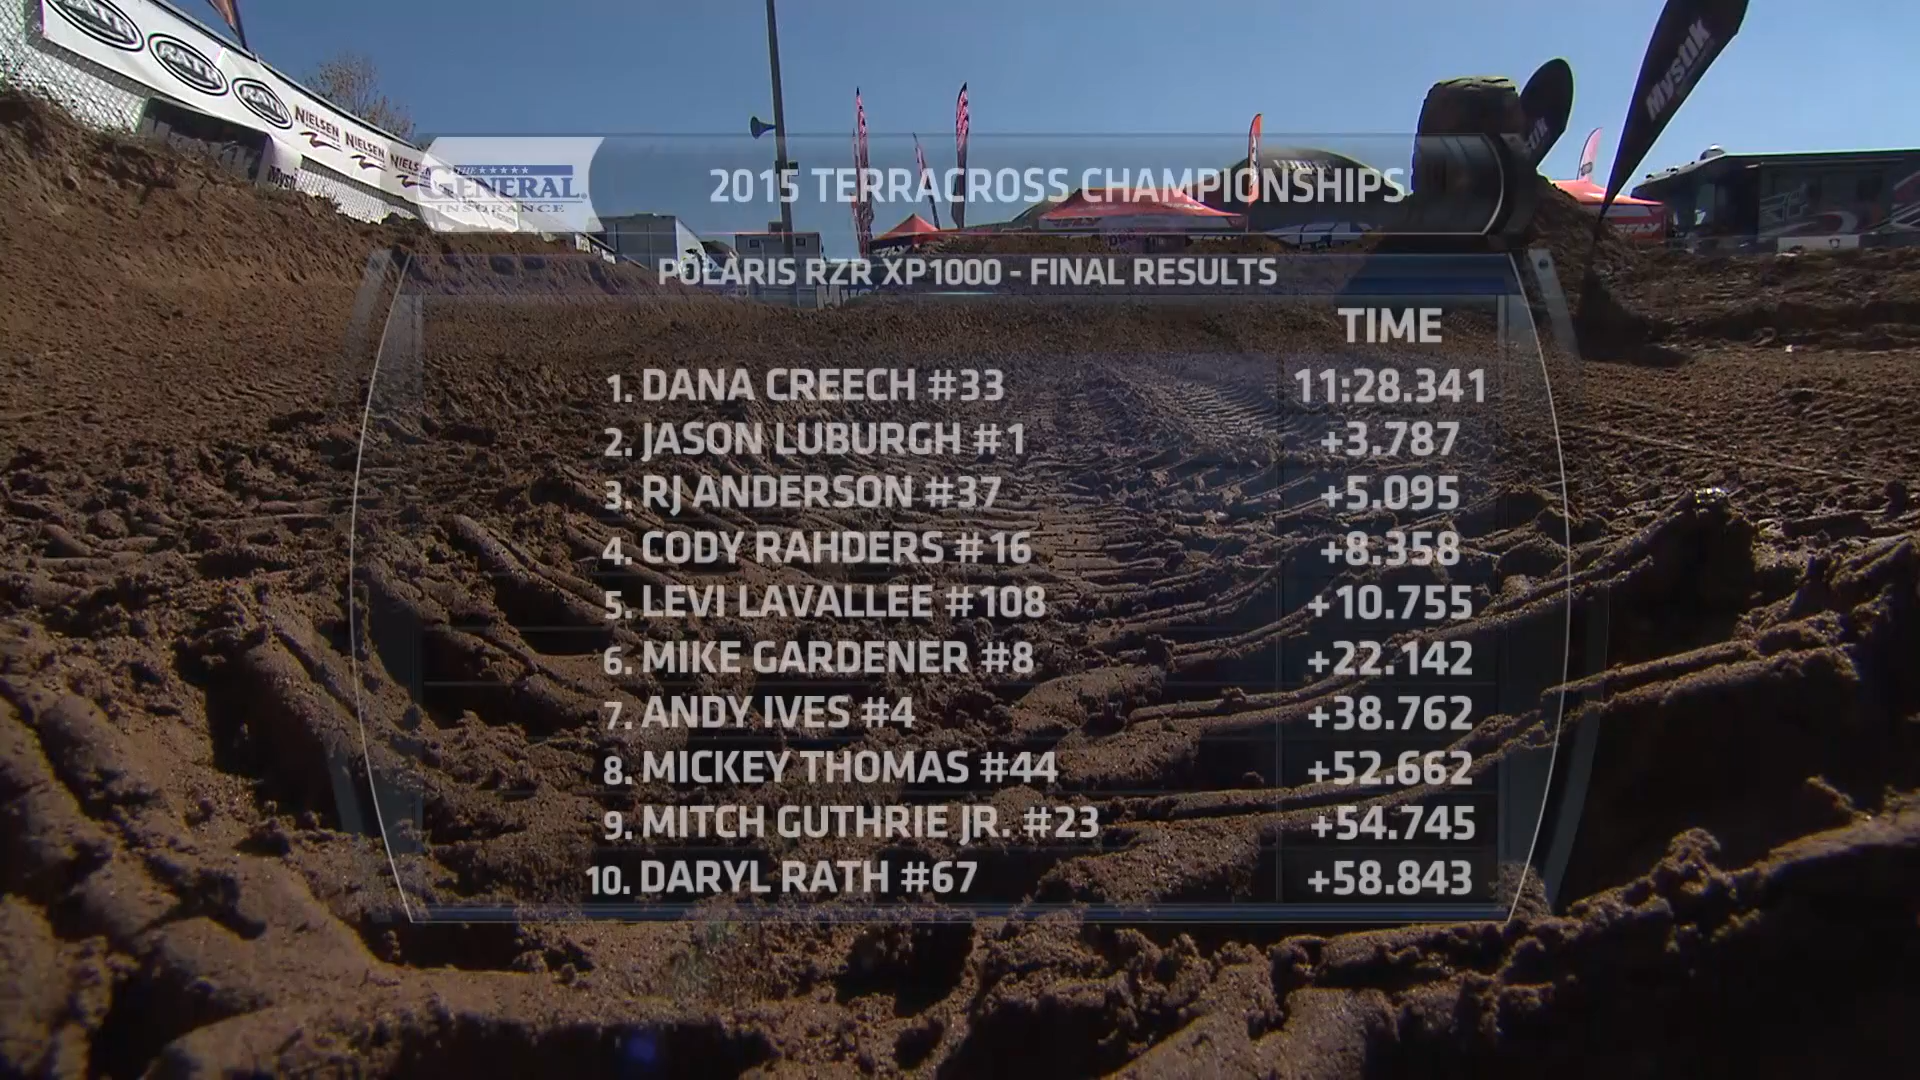 RATH
RATH
RATH
NIELSEN
NIELSEN
Mystik
Mystik
THE GENERAL INSURANCE
2015 TERRACROSS CHAMPIONSHIPS
POLARIS RZR XP1000 - FINAL RESULTS
TIME
1. DANA CREECH #33 11:28.341
2. JASON LUBURGH #1 +3.787
3. RJ ANDERSON #37 +5.095
4. CODY RAHDERS #16 +8.358
5. LEVI LAVALLEE #108 +10.755
6. MIKE GARDENER #8 +22.142
7. ANDY IVES #4 +38.762
8. MICKEY THOMAS #44 +52.662
9. MITCH GUTHRIE JR. #23 +54.745
10. DARYL RATH #67 +58.843